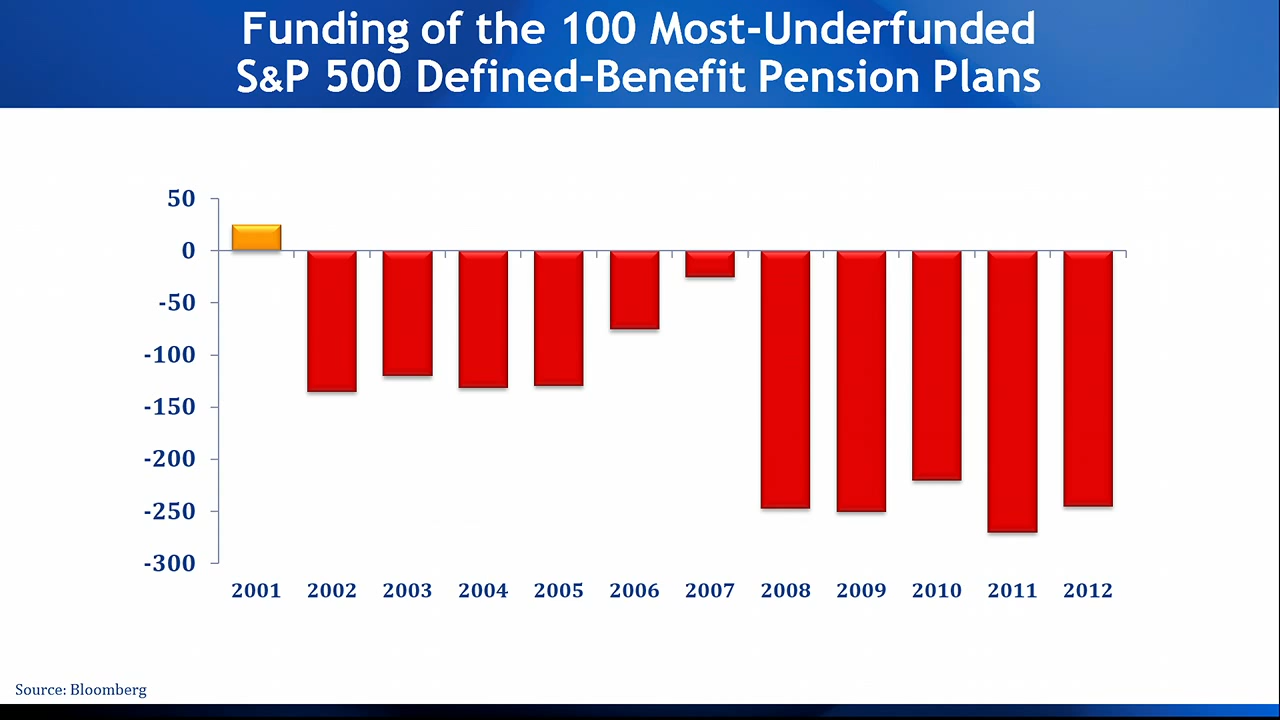 Funding of the 100 Most-Underfunded
S&P 500 Defined-Benefit Pension Plans
50
0
-50
-100
-150
-200
-250
-300
2001 2002 2003 2004 2005 2006 2007 2008 2009 2010 2011 2012
Source: Bloomberg